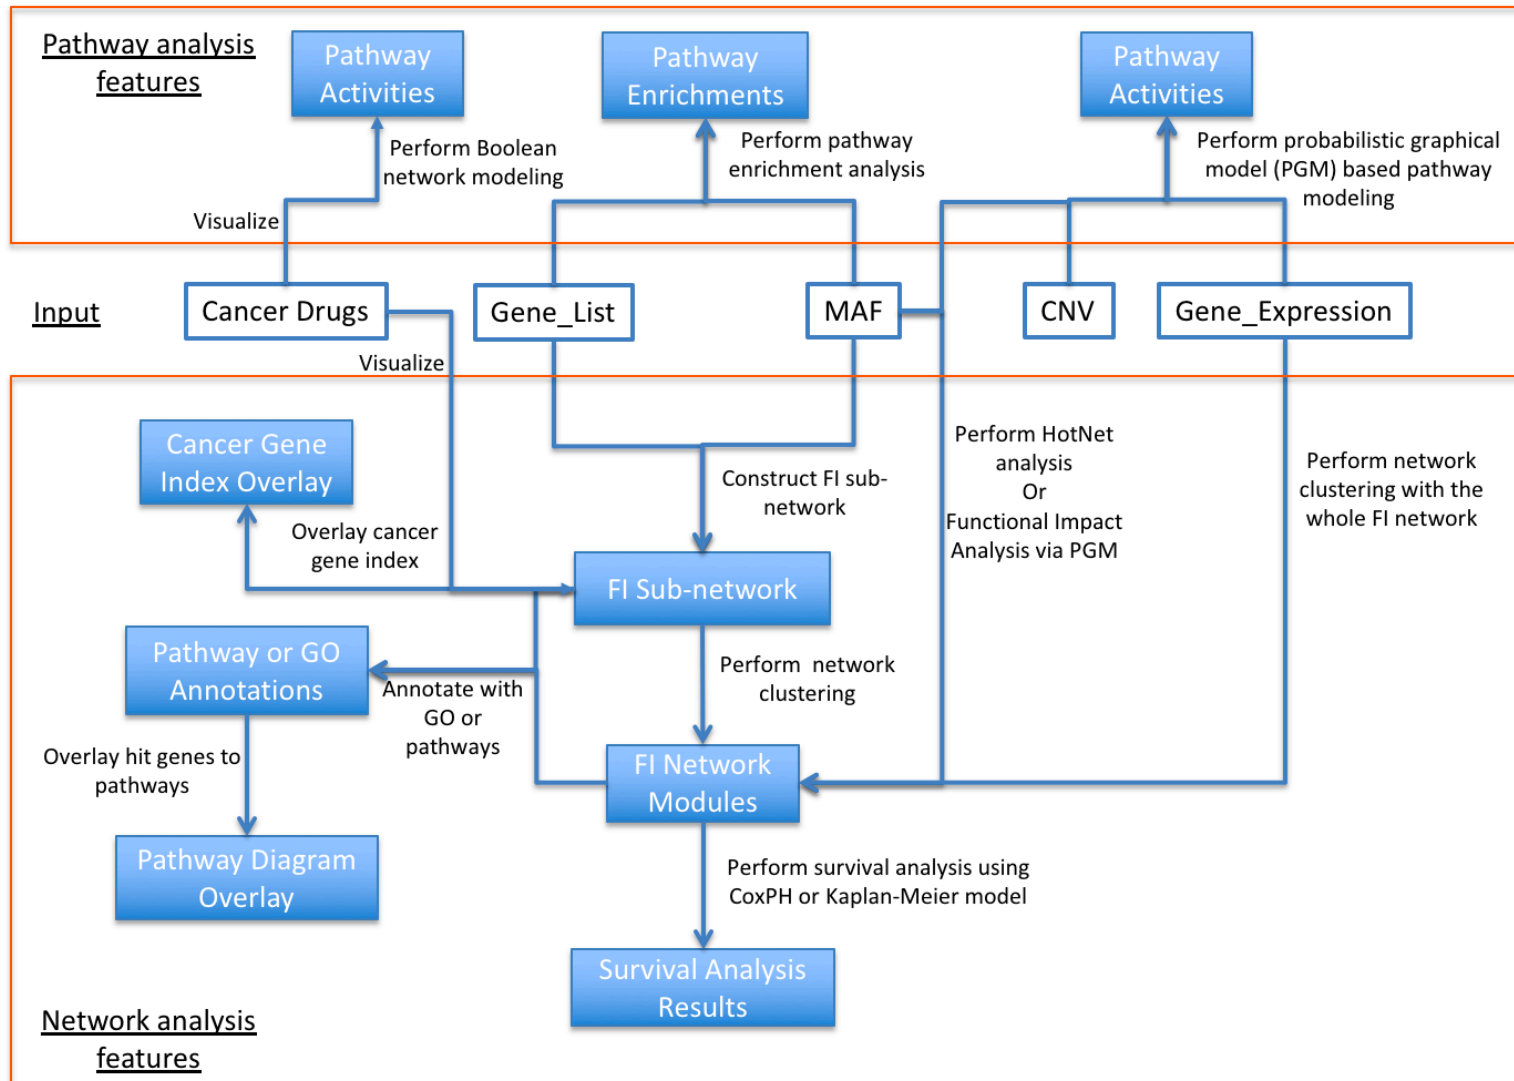 Pathway analysis
features
Pathway
Activities
Pathway
Enrichments
Pathway
Activities
Perform Boolean
network modeling
Perform pathway
enrichment analysis
Perform probabilistic graphical
model (PGM) based pathway
modeling
Visualize
Input
Cancer Drugs
Gene_List
MAF
CNV
Gene_Expression
Visualize
Cancer Gene
Index Overlay
Overlay cancer
gene index
Construct FI sub-
network
Perform HotNet
analysis
Or
Functional Impact
Analysis via PGM
Perform network
clustering with the
whole FI network
FI Sub-network
Pathway or GO
Annotations
Annotate with
GO or
pathways
Perform  network
clustering
Overlay hit genes to
pathways
FI Network
Modules
Pathway Diagram
Overlay
Perform survival analysis using
CoxPH or Kaplan-Meier model
Survival Analysis
Results
Network analysis
features